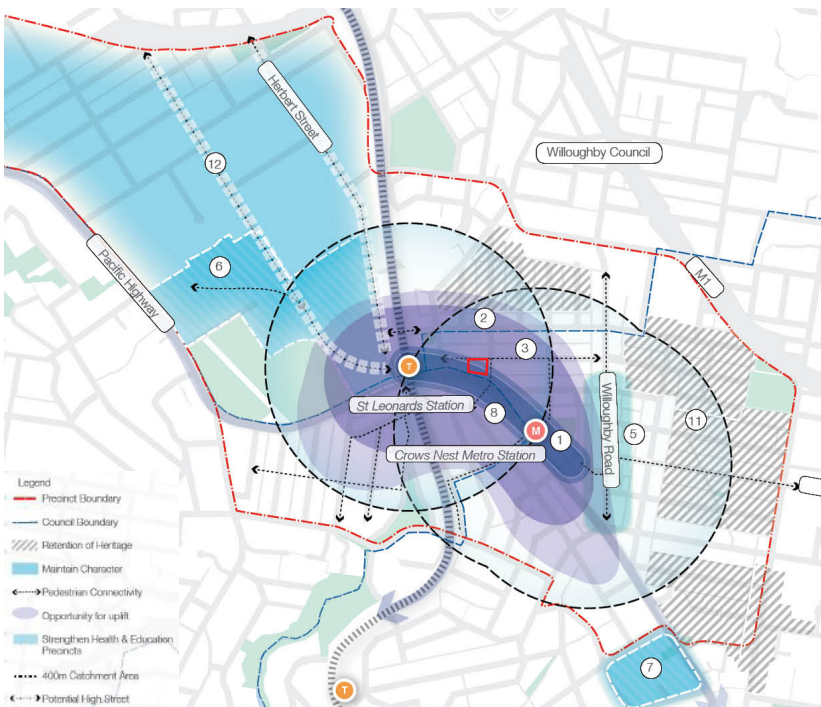 Herbert Street
12
Willoughby Council
Pacific Highway
6
M1
2
3
T
St Leonards Station
8
M
1
Crows Nest Metro Station
Willoughby Road
5
11
7
T
Legend
Precinct Boundary
Council Boundary
Retention of Heritage
Maintain Character
Pedestrian Connectivity
Opportunity for uplift
Strengthen Health & Education
Precincts
400m Catchment Area
Potential High Street